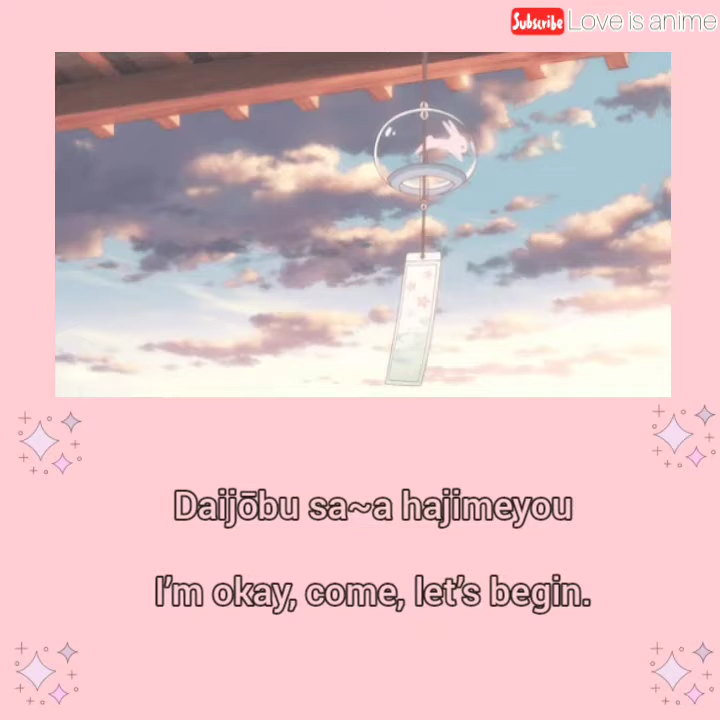 Subscribe Love is anime
Daijōbu sa~a hajimeyou
I'm okay, come, let's begin.